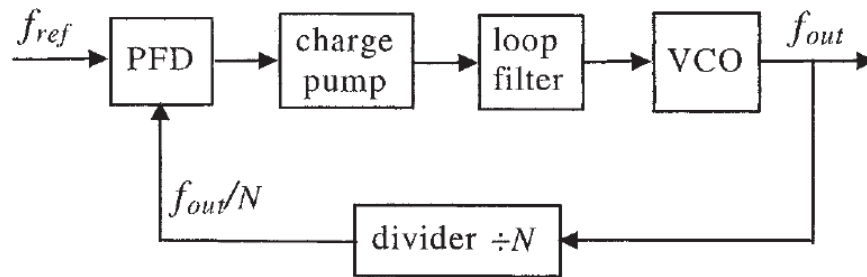 f_ref
PFD
charge
pump
loop
filter
VCO
f_out
f_out/N
divider ÷N